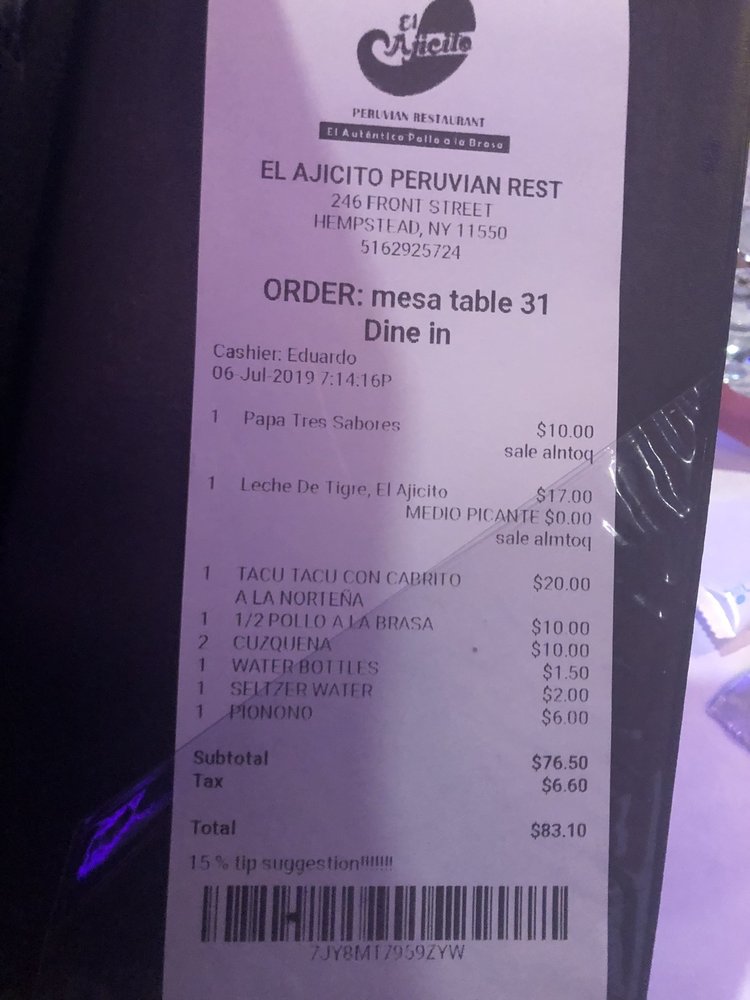 El
Ajicito
PERUVIAN RESTAURANT
El Auténtico Pollo a la Brasa
EL AJICITO PERUVIAN REST
246 FRONT STREET
HEMPSTEAD, NY 11550
5162925724
ORDER: mesa table 31
Dine in
Cashier: Eduardo
06-Jul-2019 7:14:16P
1 Papa Tres Sabores $10.00
sale alntoq
1 Leche De Tigre, El Ajicito $17.00
MEDIO PICANTE $0.00
sale almtoq
1 TACU TACU CON CABRITO $20.00
A LA NORTEÑA
1 1/2 POLLO A LA BRASA $10.00
2 CUZQUENA $10.00
1 WATER BOTTLES $1.50
1 SELTZER WATER $2.00
1 PIONONO $6.00
Subtotal $76.50
Tax $6.60
Total $83.10
15 % tip suggestion!!!!!!!
7JY8M17959ZYW